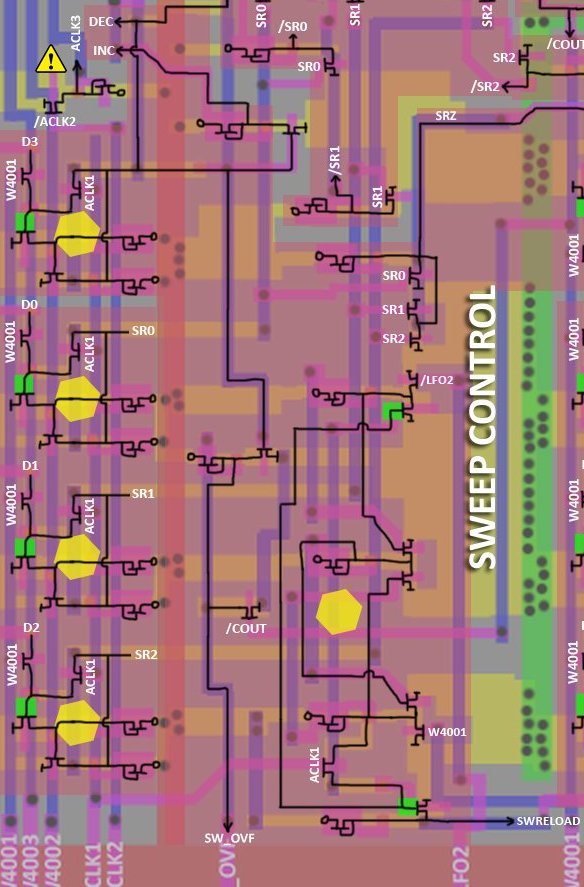 DEC
INC
ACLK3
SR0
/SR0
SR0
SR1
SR2
SR2
/COUT
/SR2
/ACLK2
SRZ
D3
W4001
ACLK1
/SR1
SR1
SR0
SR1
SR2
D0
W4001
ACLK1
SR0
/LFO2
SWEEP CONTROL
D1
W4001
ACLK1
SR1
/COUT
D2
W4001
ACLK1
SR2
W4001
ACLK1
SWRELOAD
SW_OVF
W4001
W4001
W4001
W4001
/4001
/4003
/4002
CLK1
CLK2
_OV
FO2
/4001